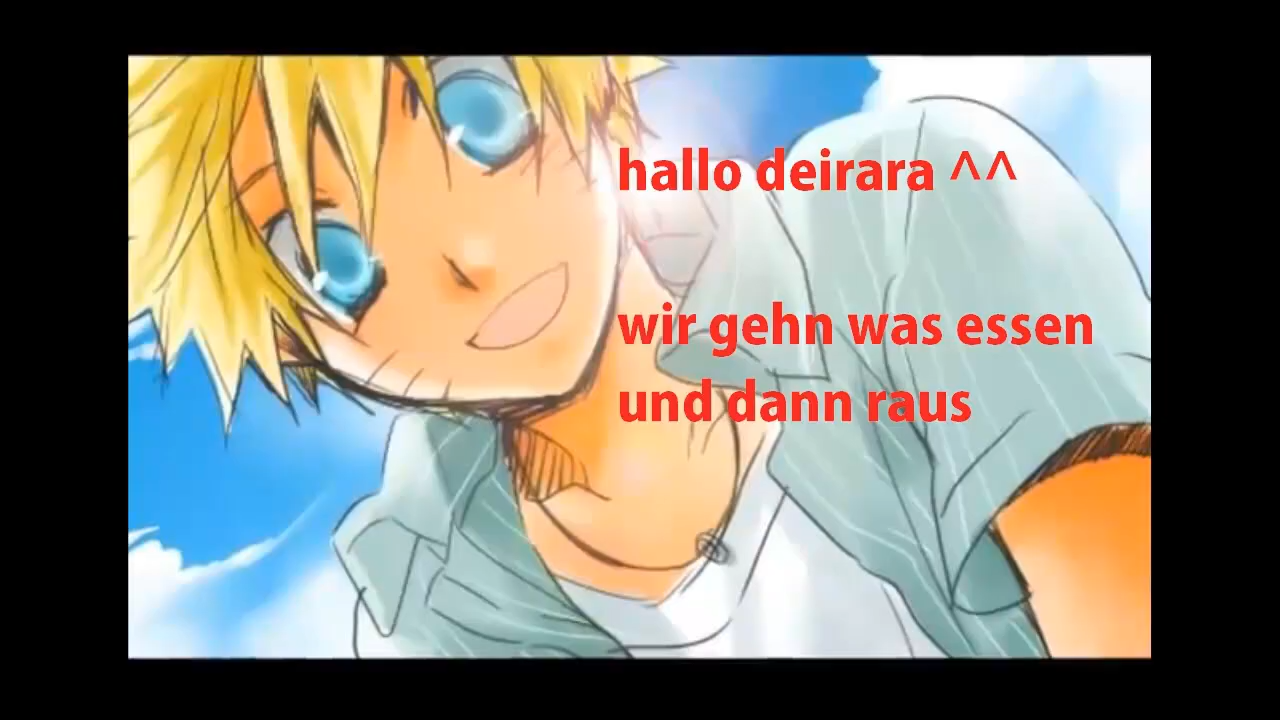 hallo deirara ^^
wir gehn was essen
und dann raus